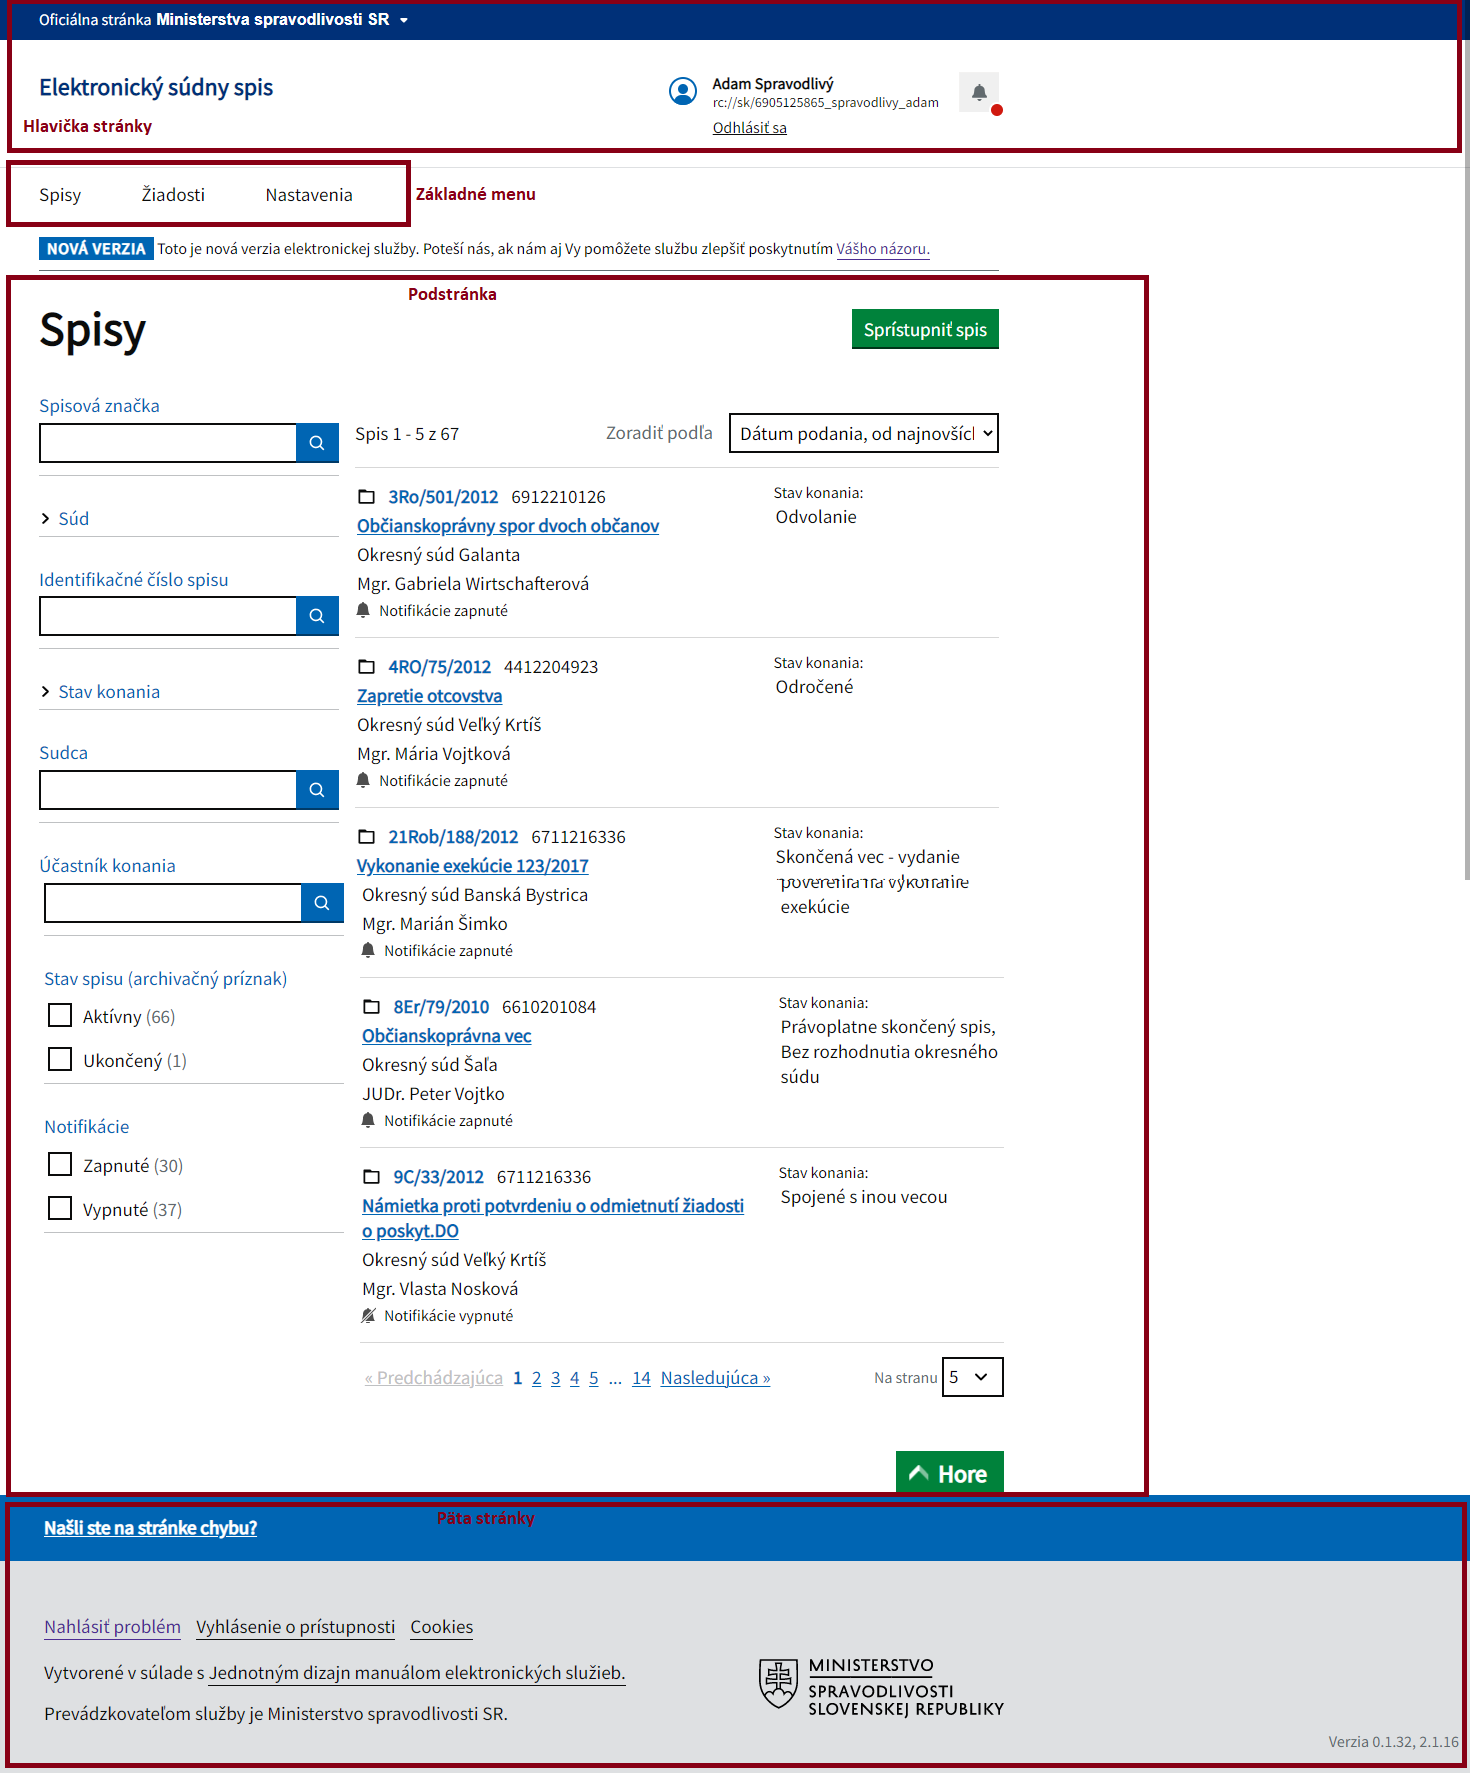 Oficiálna stránka Ministerstva spravodlivosti SR
Elektronický súdny spis
Adam Spravodlivý
rc://sk/6905125865_spravodlivy_adam
Odhlásiť sa
Hlavička stránky
Spisy Žiadosti Nastavenia
Základné menu
NOVÁ VERZIA Toto je nová verzia elektronickej služby. Poteší nás, ak nám aj Vy pomôžete službu zlepšiť poskytnutím Vášho názoru.
Podstránka
Spisy
Sprístupniť spis
Spisová značka
Súd
Identifikačné číslo spisu
Stav konania
Sudca
Účastník konania
Stav spisu (archivačný príznak)
Aktívny (66)
Ukončený (1)
Notifikácie
Zapnuté (30)
Vypnuté (37)
Spis 1 - 5 z 67
Zoradiť podľa
Dátum podania, od najnovšícl
3Ro/501/2012 6912210126
Občianskoprávny spor dvoch občanov
Okresný súd Galanta
Mgr. Gabriela Wirtschafterová
Notifikácie zapnuté
Stav konania:
Odvolanie
4RO/75/2012 4412204923
Zapretie otcovstva
Okresný súd Veľký Krtíš
Mgr. Mária Vojtková
Notifikácie zapnuté
Stav konania:
Odročené
21Rob/188/2012 6711216336
Vykonanie exekúcie 123/2017
Okresný súd Banská Bystrica
Mgr. Marián Šimko
Notifikácie zapnuté
Stav konania:
Skončená vec - vydanie
poverenia na vykonanie
exekúcie
8Er/79/2010 6610201084
Občianskoprávna vec
Okresný súd Šaľa
JUDr. Peter Vojtko
Notifikácie zapnuté
Stav konania:
Právoplatne skončený spis,
Bez rozhodnutia okresného
súdu
9C/33/2012 6711216336
Námietka proti potvrdeniu o odmietnutí žiadosti
o poskyt.DO
Okresný súd Veľký Krtíš
Mgr. Vlasta Nosková
Notifikácie vypnuté
Stav konania:
Spojené s inou vecou
« Predchádzajúca 1 2 3 4 5 ... 14 Nasledujúca »
Na stranu 5
Hore
Päta stránky
Našli ste na stránke chybu?
Nahlásiť problém Vyhlásenie o prístupnosti Cookies
Vytvorené v súlade s Jednotným dizajn manuálom elektronických služieb.
Prevádzkovateľom služby je Ministerstvo spravodlivosti SR.
MINISTERSTVO
SPRAVODLIVOSTI
SLOVENSKEJ REPUBLIKY
Verzia 0.1.32, 2.1.16